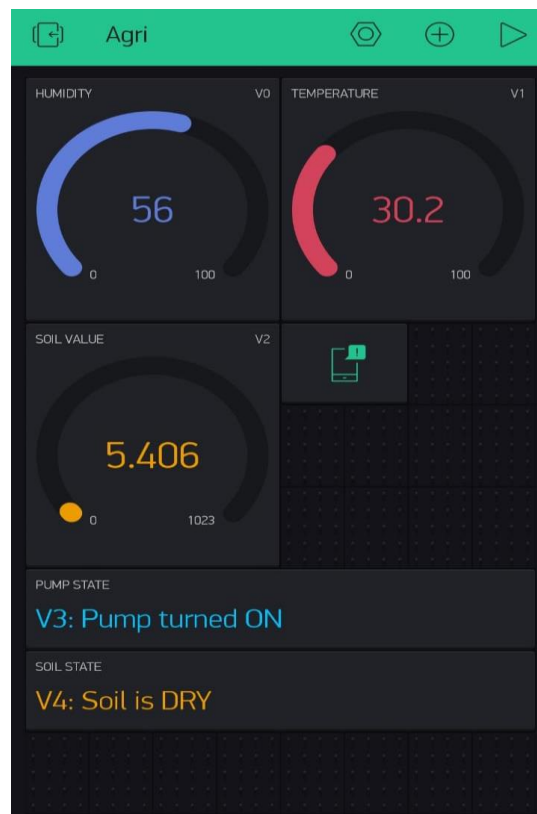 Agri
HUMIDITY V0
56
0 100
TEMPERATURE V1
30.2
0 100
SOIL VALUE V2
5.406
0 1023
!
PUMP STATE
V3: Pump turned ON
SOIL STATE
V4: Soil is DRY